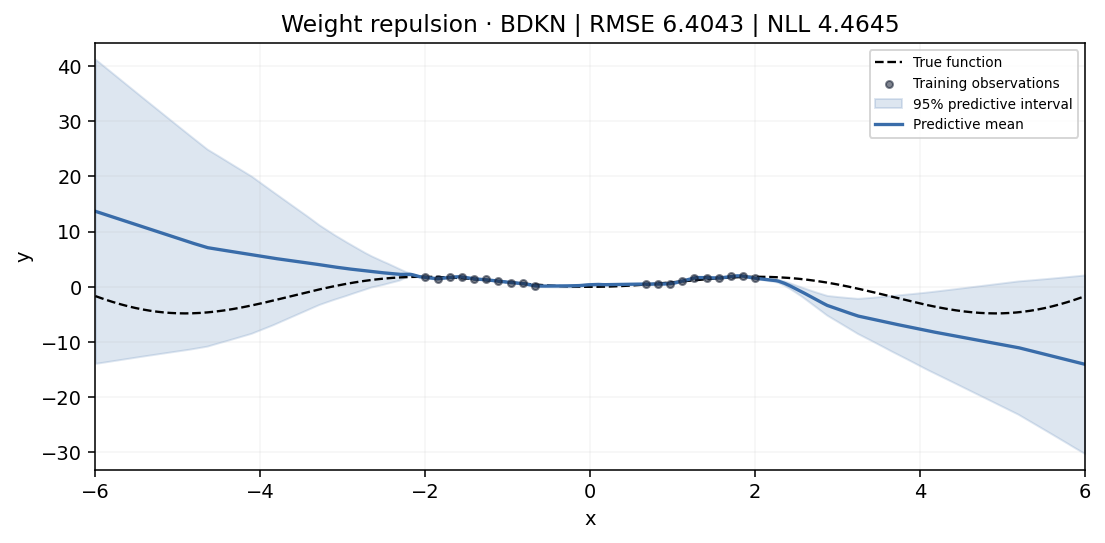 Weight repulsion · BDKN | RMSE 6.4043 | NLL 4.4645
True function
Training observations
95% predictive interval
Predictive mean
40
30
20
10
0
−10
−20
−30
y
−6
−4
−2
0
2
4
6
x